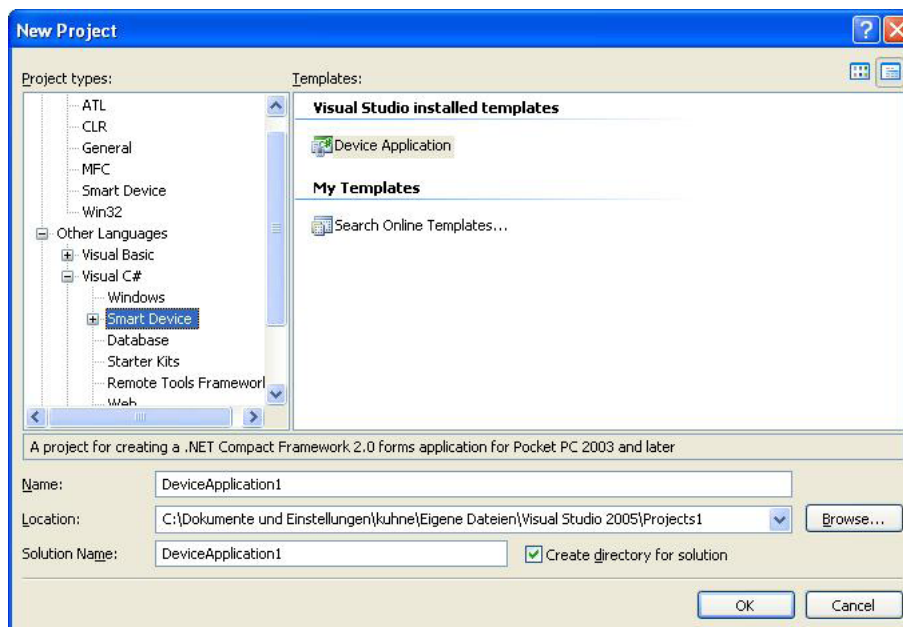 New Project
Project types:
Templates:
ATL
CLR
General
MFC
Smart Device
Win32
Other Languages
Visual Basic
Visual C#
Windows
Smart Device
Database
Starter Kits
Remote Tools Framework
Web
Visual Studio installed templates
Device Application
My Templates
Search Online Templates...
A project for creating a .NET Compact Framework 2.0 forms application for Pocket PC 2003 and later
Name:
DeviceApplication1
Location:
C:\Dokumente und Einstellungen\kuhne\Eigene Dateien\Visual Studio 2005\Projects1
Browse...
Solution Name:
DeviceApplication1
Create directory for solution
OK
Cancel